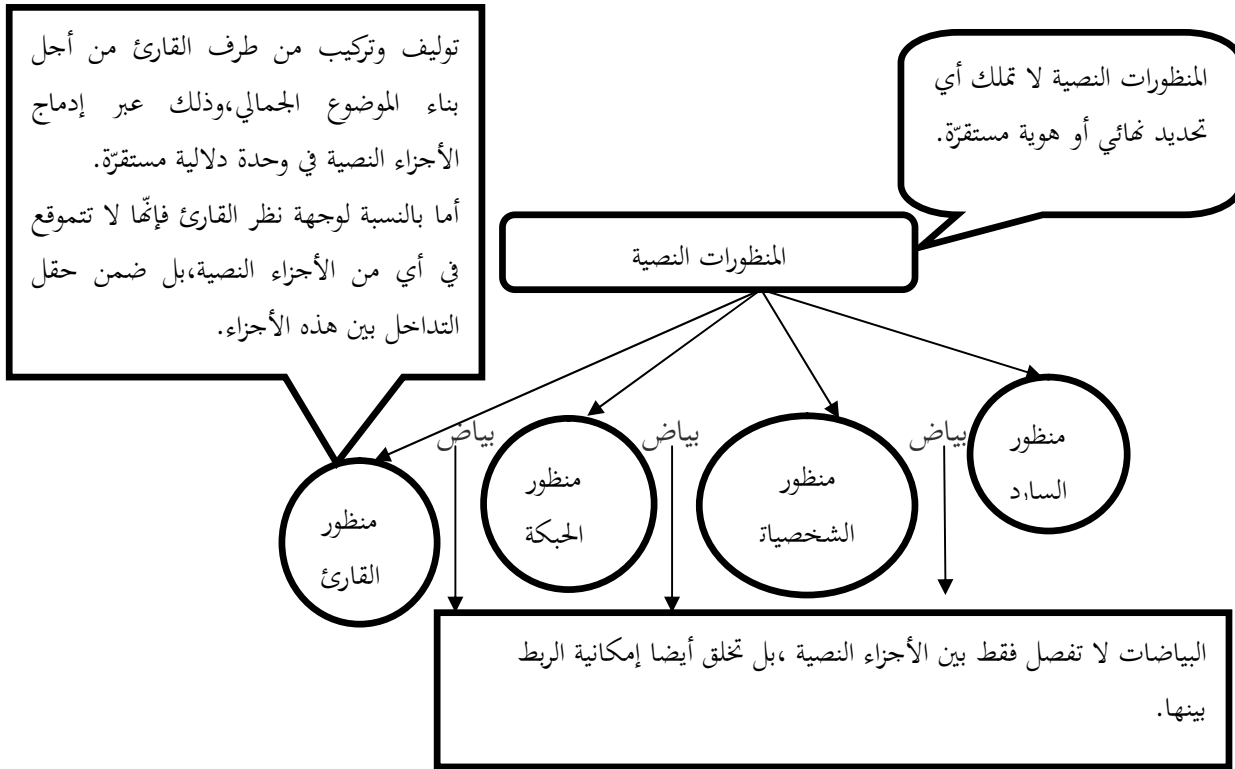 المنظورات النصية لا تملك أي
تحديد نهائي أو هوية مستقرّة.
توليف وتركيب من طرف القارئ من أجل
بناء الموضوع الجمالي،وذلك عبر إدماج
الأجزاء النصية في وحدة دلالية مستقرّة.
أما بالنسبة لوجهة نظر القارئ فإنّها لا تتموقع
في أي من الأجزاء النصية،بل ضمن حقل
التداخل بين هذه الأجزاء.
المنظورات النصية
منظور
السارد
بياض
منظور
الشخصيات
بياض
منظور
الحبكة
بياض
منظور
القارئ
البياضات لا تفصل فقط بين الأجزاء النصية ،بل تخلق أيضا إمكانية الربط
بينها.